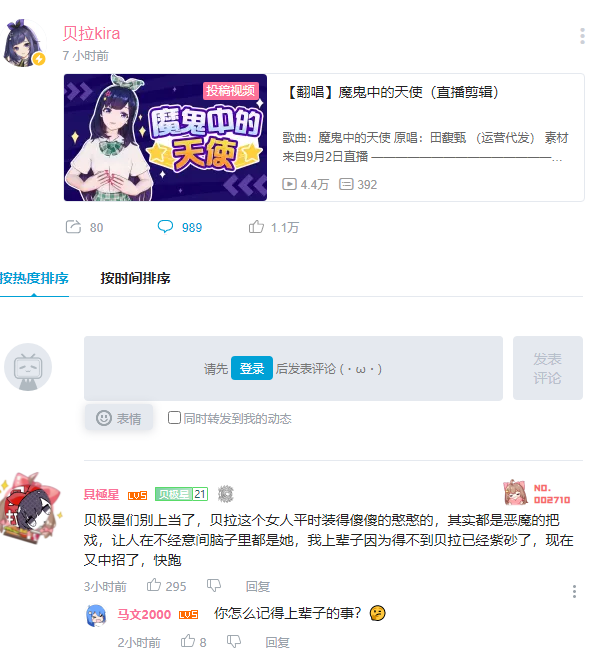 贝拉kira
7 小时前
投稿视频
魔鬼中的
天使
【翻唱】魔鬼中的天使（直播剪辑）
歌曲：魔鬼中的天使 原唱：田馥甄 （运营代发） 素材
来自9月2日直播 ————————————————...
4.4万 392
80 989 1.1万
按热度排序 按时间排序
请先 登录 后发表评论 (・ω・)
发表
评论
表情 同时转发到我的动态
貝極星 LV5 贝极星 21
NO.
002710
贝极星们别上当了，贝拉这个女人平时装得傻傻的憨憨的，其实都是恶魔的把
戏，让人在不经意间脑子里都是她，我上辈子因为得不到贝拉已经紫砂了，现在
又中招了，快跑
3小时前 295 回复
马文2000 LV5 你怎么记得上辈子的事？🤔
2小时前 8 回复